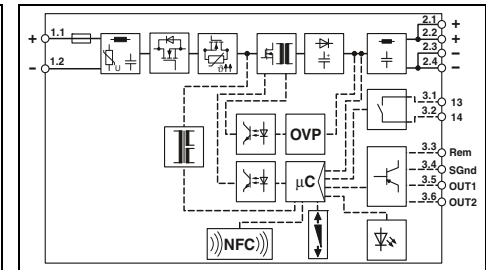 + 1.1
2.1 +
2.2 +
2.3 −
− 1.2
2.4 −
U
ϑ
3.1 13
3.2 14
OVP
3.3 Rem
µC
3.4 SGnd
3.5 OUT1
3.6 OUT2
NFC